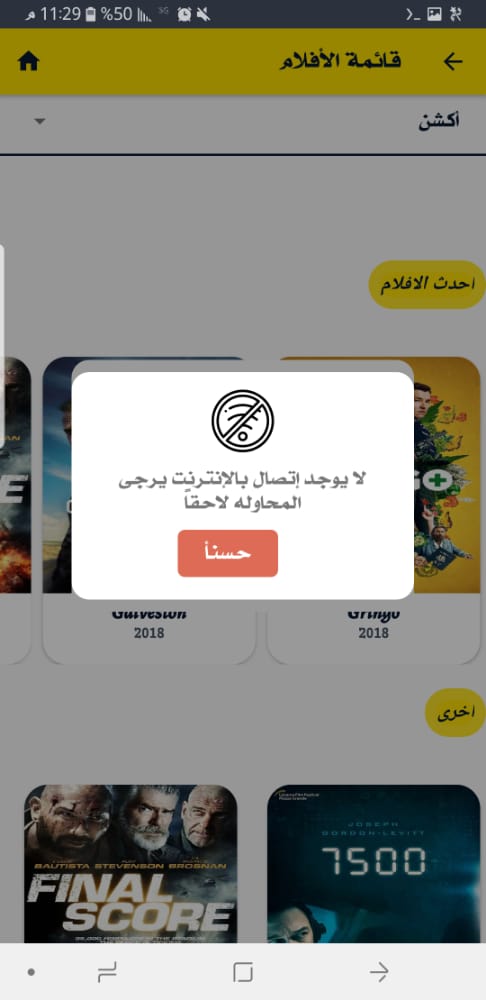 11:29 م %50 3G
قائمة الأفلام
أكشن
احدث الافلام
لا يوجد إتصال بالإنترنت يرجى
المحاوله لاحقاً
حسناً
Galveston
2018
Gringo
2018
اخرى
BAUTISTA STEVENSON BROSNAN
FINAL
SCORE
JOSEPH
GORDON-LEVITT
7500